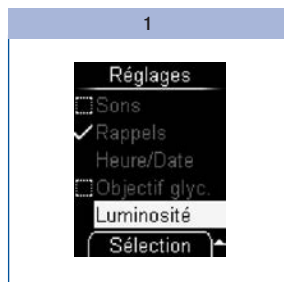 1
Réglages
Sons
Rappels
Heure/Date
Objectif glyc.
Luminosité
Sélection